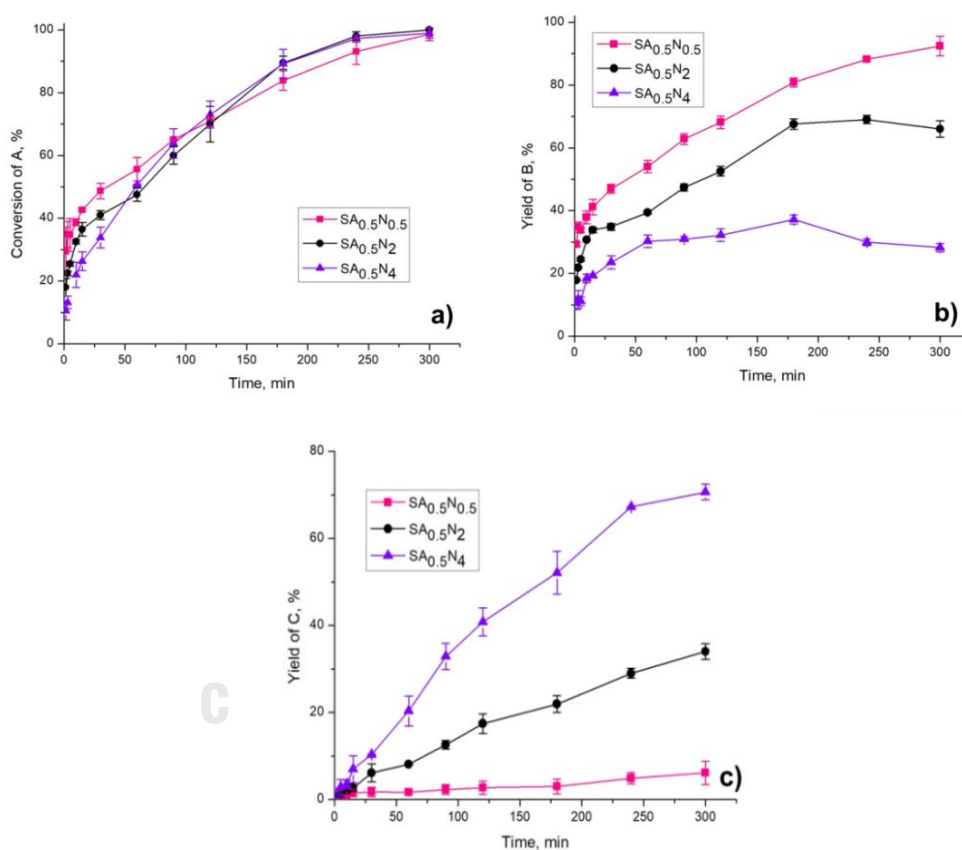 100
80
60
40
20
0
Conversion of A, %
SA0.5N0.5
SA0.5N2
SA0.5N4
a)
0 50 100 150 200 250 300
Time, min
100
80
60
40
20
0
Yield of B, %
SA0.5N0.5
SA0.5N2
SA0.5N4
b)
0 50 100 150 200 250 300
Time, min
80
60
40
20
0
Yield of C, %
SA0.5N0.5
SA0.5N2
SA0.5N4
C
c)
50 100 150 200 250 300
Time, min